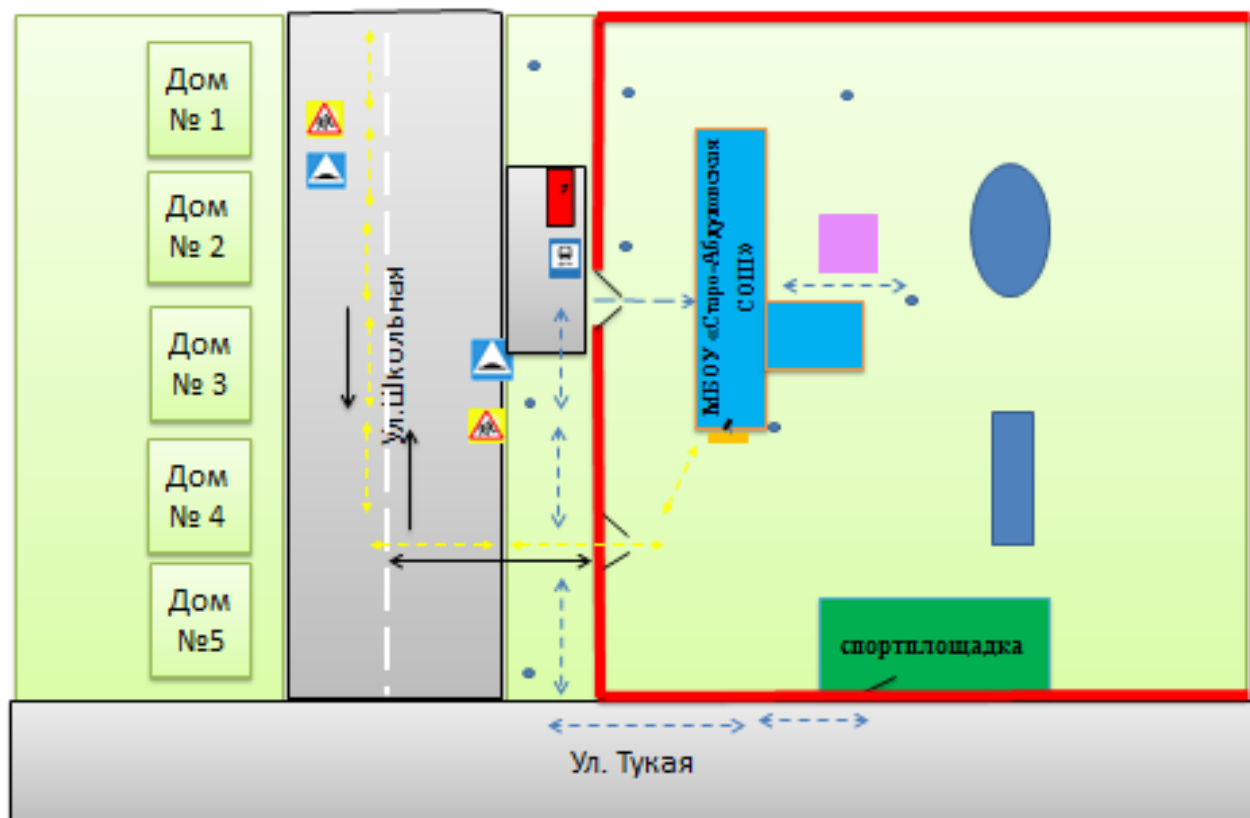 Дом
№ 1
Дом
№ 2
Дом
№ 3
Дом
№ 4
Дом
№5
ул.Школьная
МБОУ «Старо-Абдуловская
СОШ»
спортплощадка
Ул. Тукая